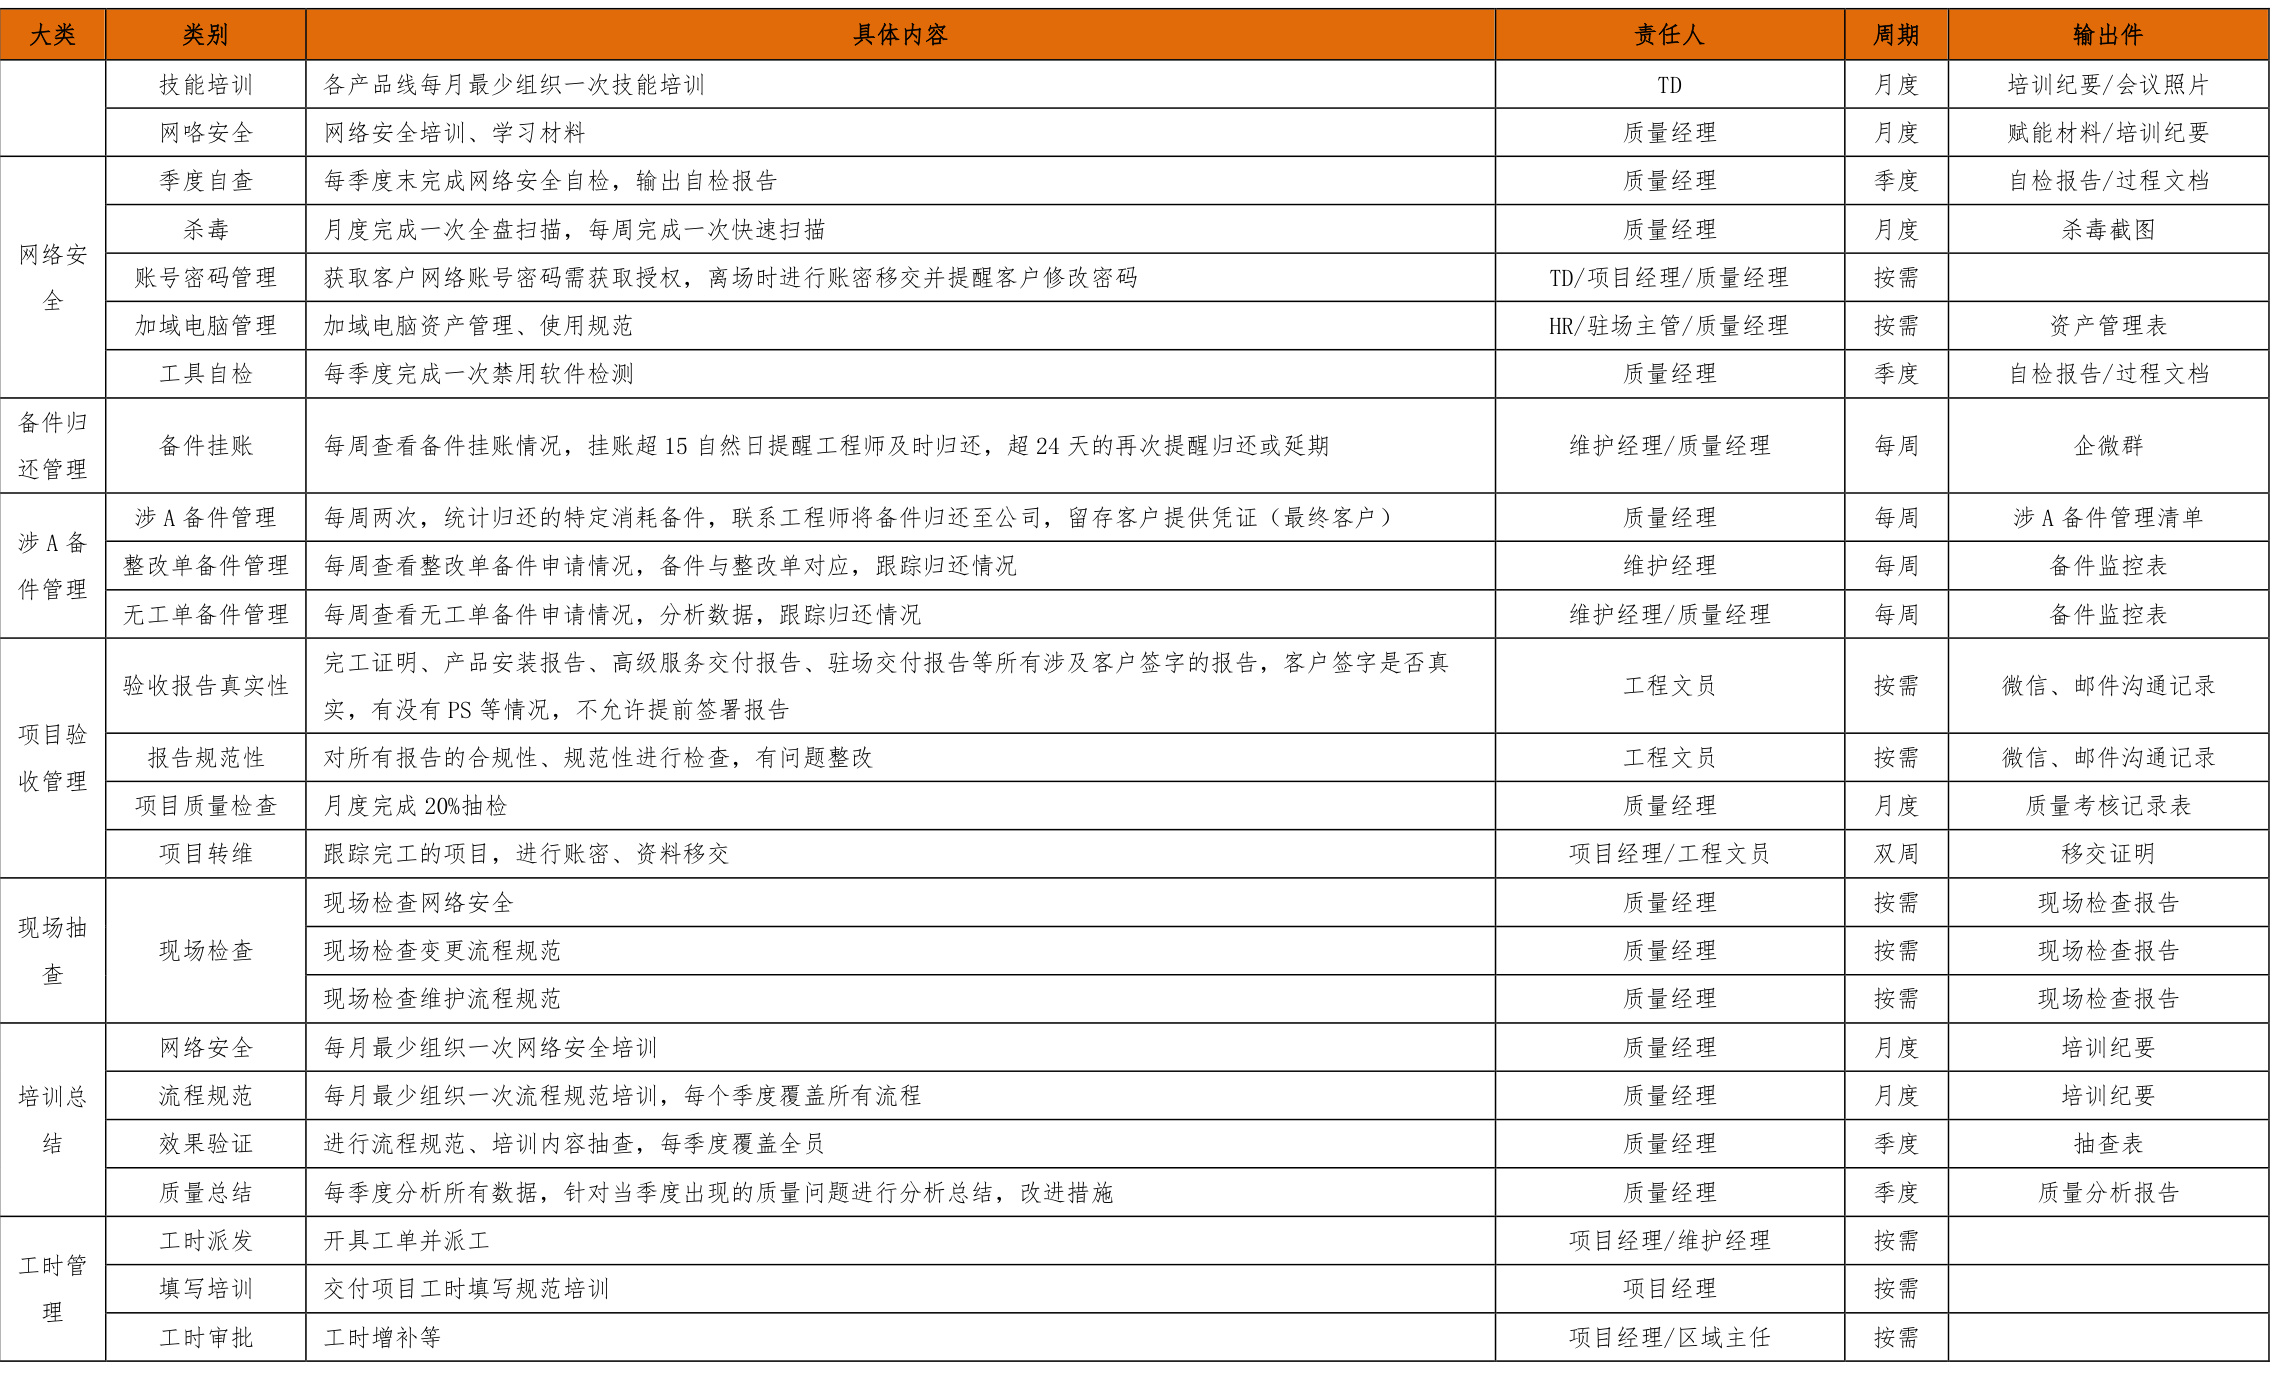 大类 类别 具体内容 责任人 周期 输出件
技能培训 各产品线每月最少组织一次技能培训 TD 月度 培训纪要/会议照片
网咯安全 网络安全培训、学习材料 质量经理 月度 赋能材料/培训纪要
网络安全
季度自查 每季度末完成网络安全自检，输出自检报告 质量经理 季度 自检报告/过程文档
杀毒 月度完成一次全盘扫描，每周完成一次快速扫描 质量经理 月度 杀毒截图
账号密码管理 获取客户网络账号密码需获取授权，离场时进行账密移交并提醒客户修改密码 TD/项目经理/质量经理 按需
加域电脑管理 加域电脑资产管理、使用规范 HR/驻场主管/质量经理 按需 资产管理表
工具自检 每季度完成一次禁用软件检测 质量经理 季度 自检报告/过程文档
备件归还管理 备件挂账 每周查看备件挂账情况，挂账超 15 自然日提醒工程师及时归还，超 24 天的再次提醒归还或延期 维护经理/质量经理 每周 企微群
涉 A 备件管理
涉 A 备件管理 每周两次，统计归还的特定消耗备件，联系工程师将备件归还至公司，留存客户提供凭证（最终客户） 质量经理 每周 涉 A 备件管理清单
整改单备件管理 每周查看整改单备件申请情况，备件与整改单对应，跟踪归还情况 维护经理 每周 备件监控表
无工单备件管理 每周查看无工单备件申请情况，分析数据，跟踪归还情况 维护经理/质量经理 每周 备件监控表
项目验收管理
验收报告真实性 完工证明、产品安装报告、高级服务交付报告、驻场交付报告等所有涉及客户签字的报告，客户签字是否真
实，有没有 PS 等情况，不允许提前签署报告 工程文员 按需 微信、邮件沟通记录
报告规范性 对所有报告的合规性、规范性进行检查，有问题整改 工程文员 按需 微信、邮件沟通记录
项目质量检查 月度完成 20%抽检 质量经理 月度 质量考核记录表
项目转维 跟踪完工的项目，进行账密、资料移交 项目经理/工程文员 双周 移交证明
现场抽查 现场检查
现场检查网络安全 质量经理 按需 现场检查报告
现场检查变更流程规范 质量经理 按需 现场检查报告
现场检查维护流程规范 质量经理 按需 现场检查报告
培训总结
网络安全 每月最少组织一次网络安全培训 质量经理 月度 培训纪要
流程规范 每月最少组织一次流程规范培训，每个季度覆盖所有流程 质量经理 月度 培训纪要
效果验证 进行流程规范、培训内容抽查，每季度覆盖全员 质量经理 季度 抽查表
质量总结 每季度分析所有数据，针对当季度出现的质量问题进行分析总结，改进措施 质量经理 季度 质量分析报告
工时管理
工时派发 开具工单并派工 项目经理/维护经理 按需
填写培训 交付项目工时填写规范培训 项目经理 按需
工时审批 工时增补等 项目经理/区域主任 按需